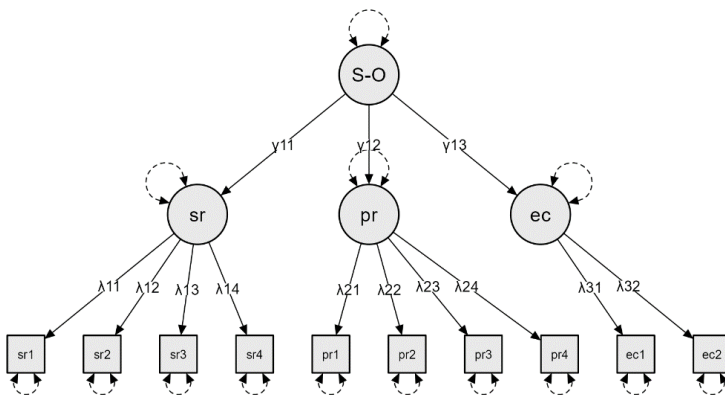 S-O
γ11 γ12 γ13
sr pr ec
λ11 λ12 λ13 λ14 λ21 λ22 λ23 λ24 λ31 λ32
sr1 sr2 sr3 sr4 pr1 pr2 pr3 pr4 ec1 ec2